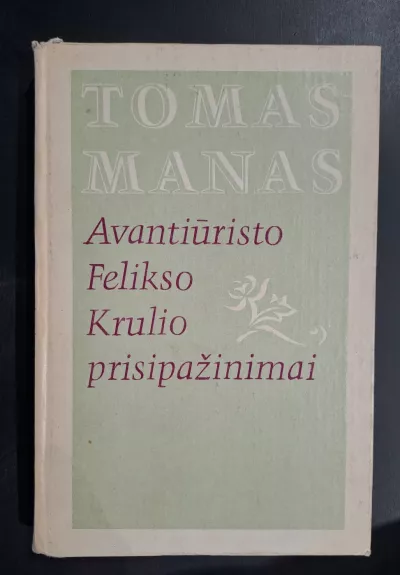 TOMAS
MANAS
Avantiūristo
Felikso
Krulio
prisipažinimai